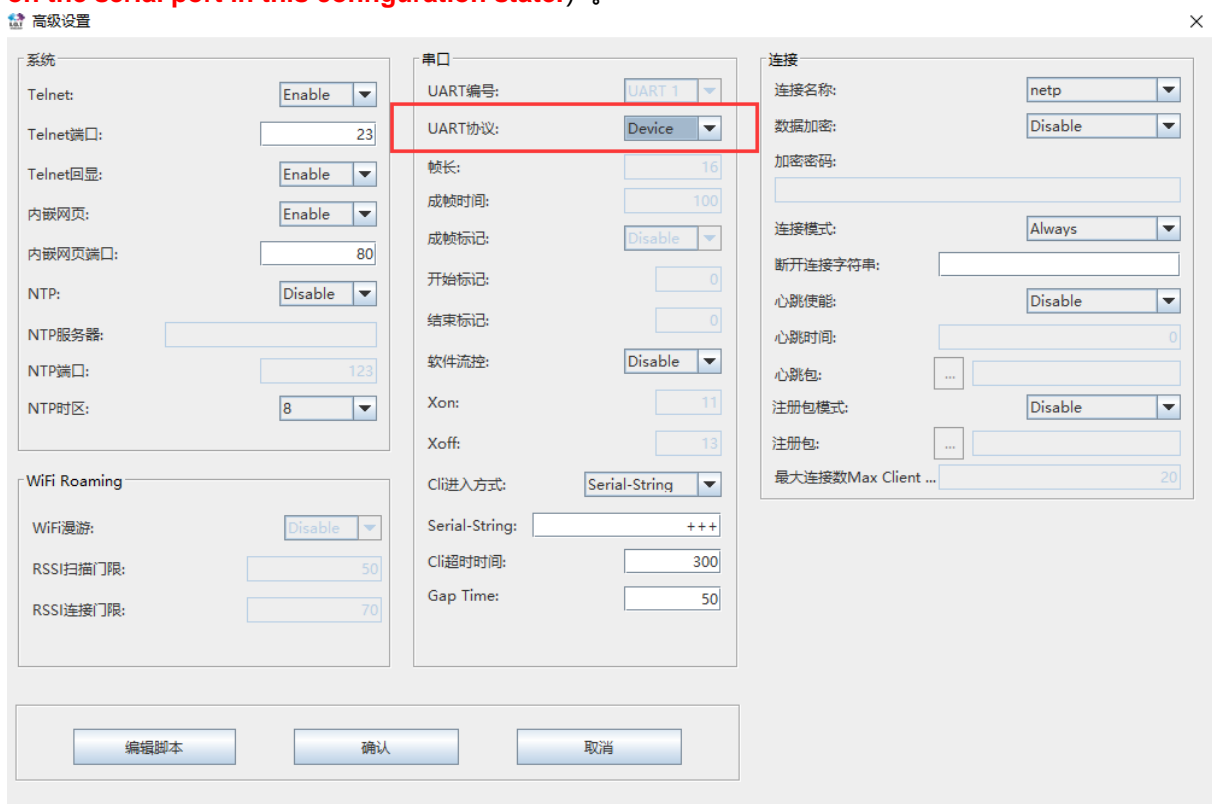 on the serial port in this configuration state.）。
高级设置
系统
Telnet: Enable
Telnet端口: 23
Telnet回显: Enable
内嵌网页: Enable
内嵌网页端口: 80
NTP: Disable
NTP服务器:
NTP端口: 123
NTP时区: 8
WiFi Roaming
WiFi漫游: Disable
RSSI扫描门限: 50
RSSI连接门限: 70
串口
UART编号: UART 1
UART协议: Device
帧长: 16
成帧时间: 100
成帧标记: Disable
开始标记: 0
结束标记: 0
软件流控: Disable
Xon: 11
Xoff: 13
Cli进入方式: Serial-String
Serial-String: +++
Cli超时时间: 300
Gap Time: 50
连接
连接名称: netp
数据加密: Disable
加密密码:
连接模式: Always
断开连接字符串:
心跳使能: Disable
心跳时间: 0
心跳包: ...
注册包模式: Disable
注册包: ...
最大连接数Max Client ... 20
编辑脚本 确认 取消